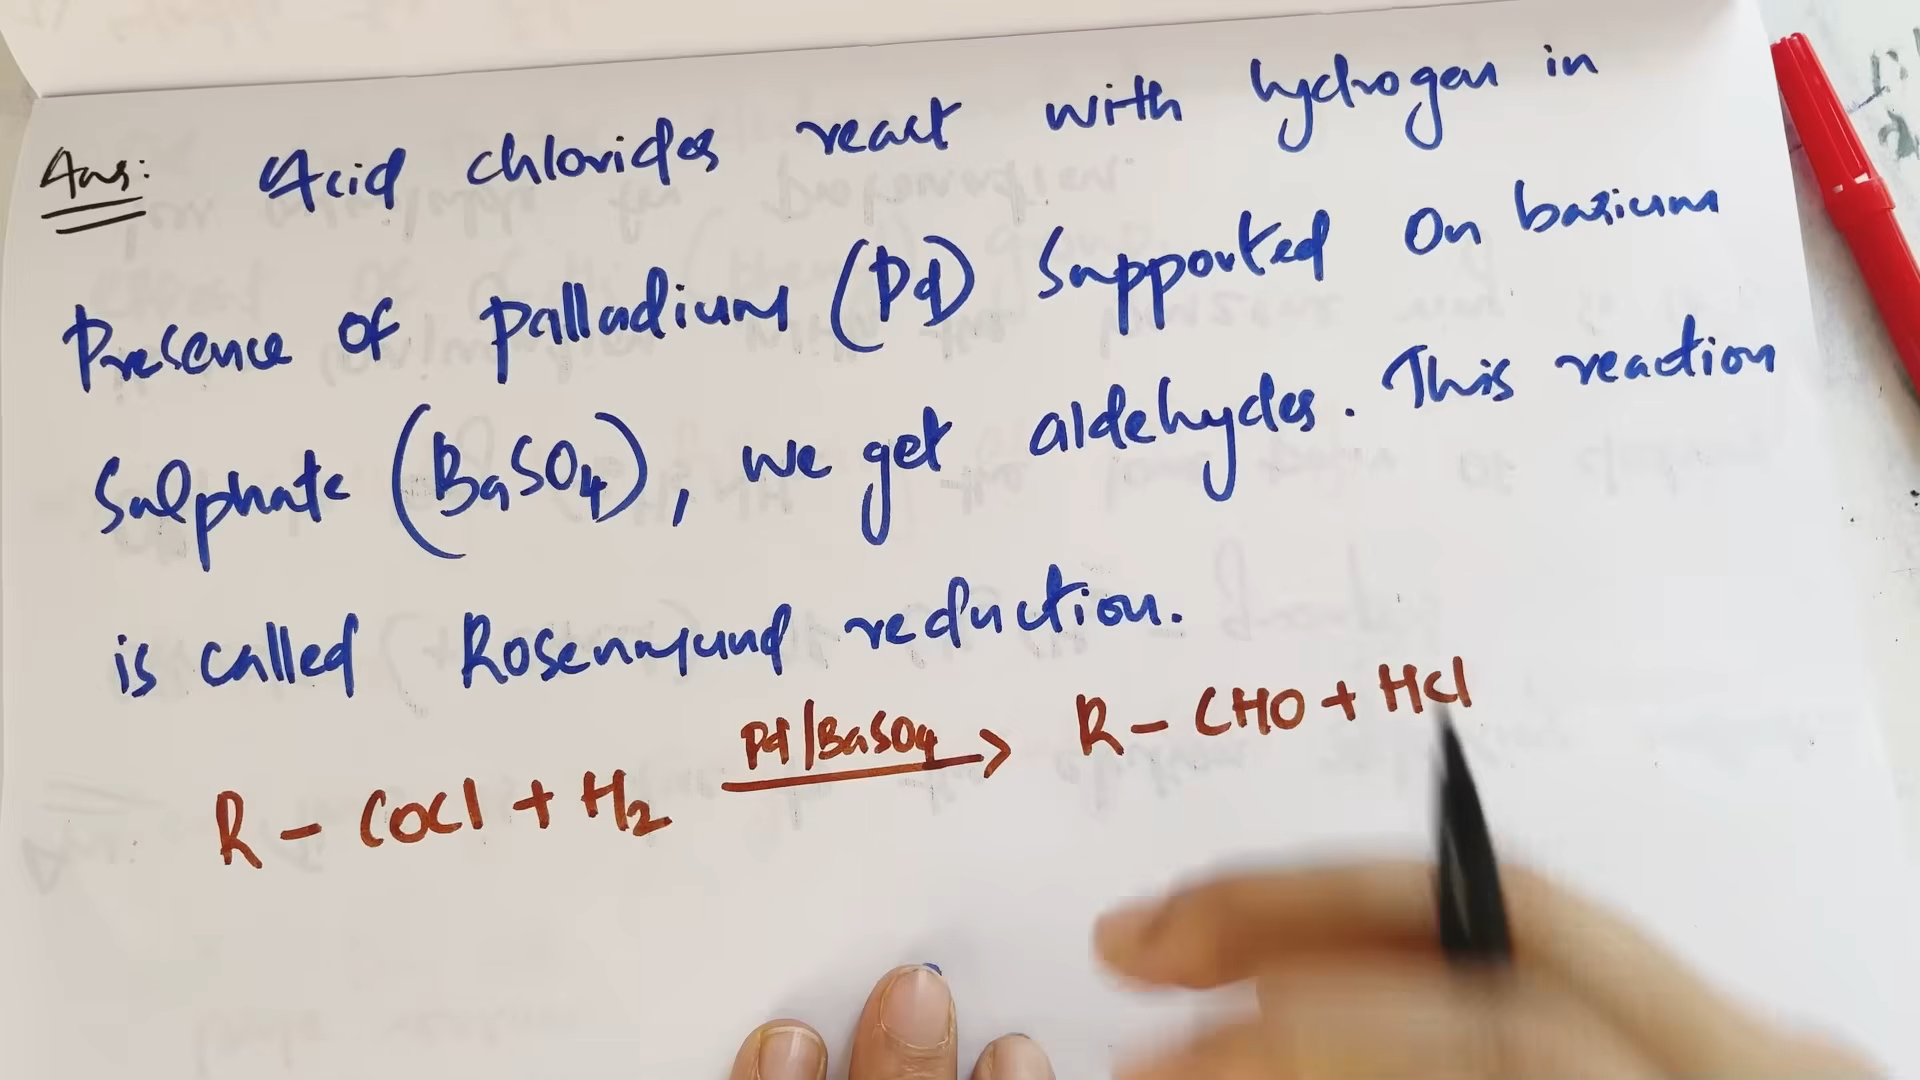 Ans: Acid chlorides react with hydrogen in
Presence of palladium (Pd) Supported On barium
Sulphate (BaSO4), we get aldehydes. This reaction
is called Rosenmund reduction.
R - COCl + H2 Pd/BaSO4 → R - CHO + HCl